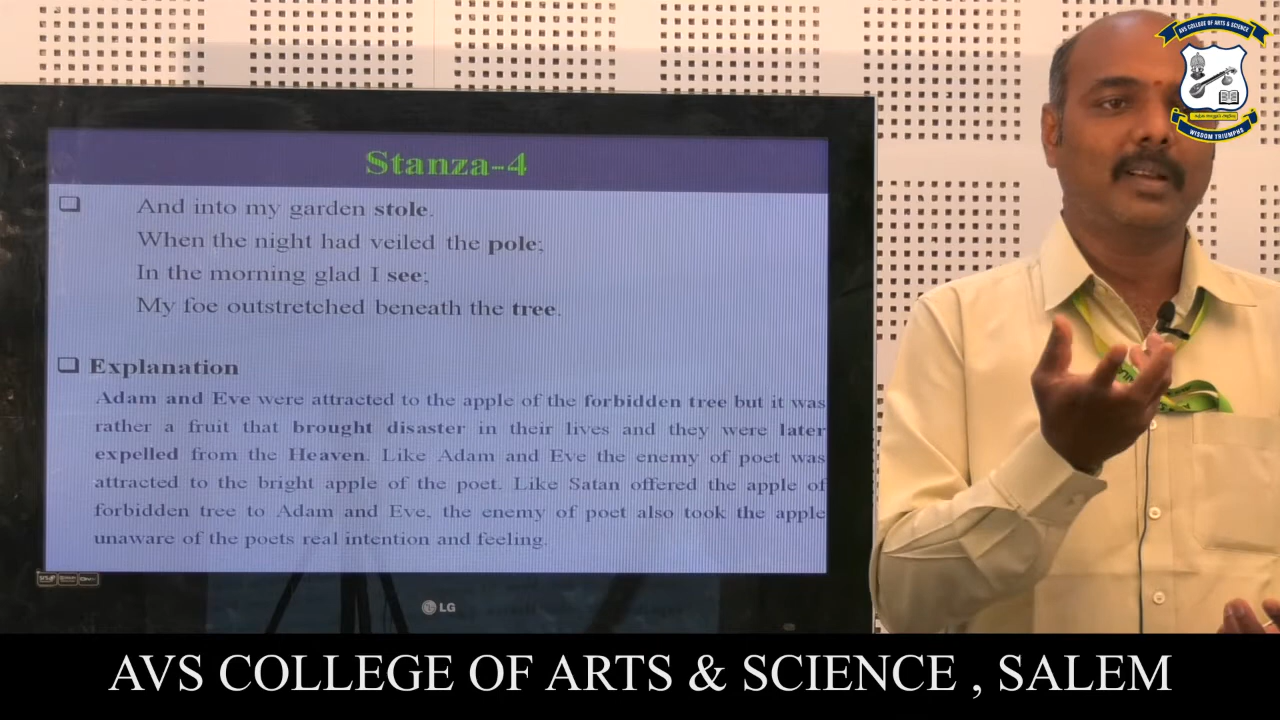 AVS COLLEGE OF ARTS & SCIENCE
WISDOM TRIUMPHS
Stanza-4
And into my garden stole.
When the night had veiled the pole;
In the morning glad I see;
My foe outstretched beneath the tree.
Explanation
Adam and Eve were attracted to the apple of the forbidden tree but it was
rather a fruit that brought disaster in their lives and they were later
expelled from the Heaven. Like Adam and Eve the enemy of poet was
attracted to the bright apple of the poet. Like Satan offered the apple of
forbidden tree to Adam and Eve, the enemy of poet also took the apple
unaware of the poets real intention and feeling.
LG
AVS COLLEGE OF ARTS & SCIENCE , SALEM